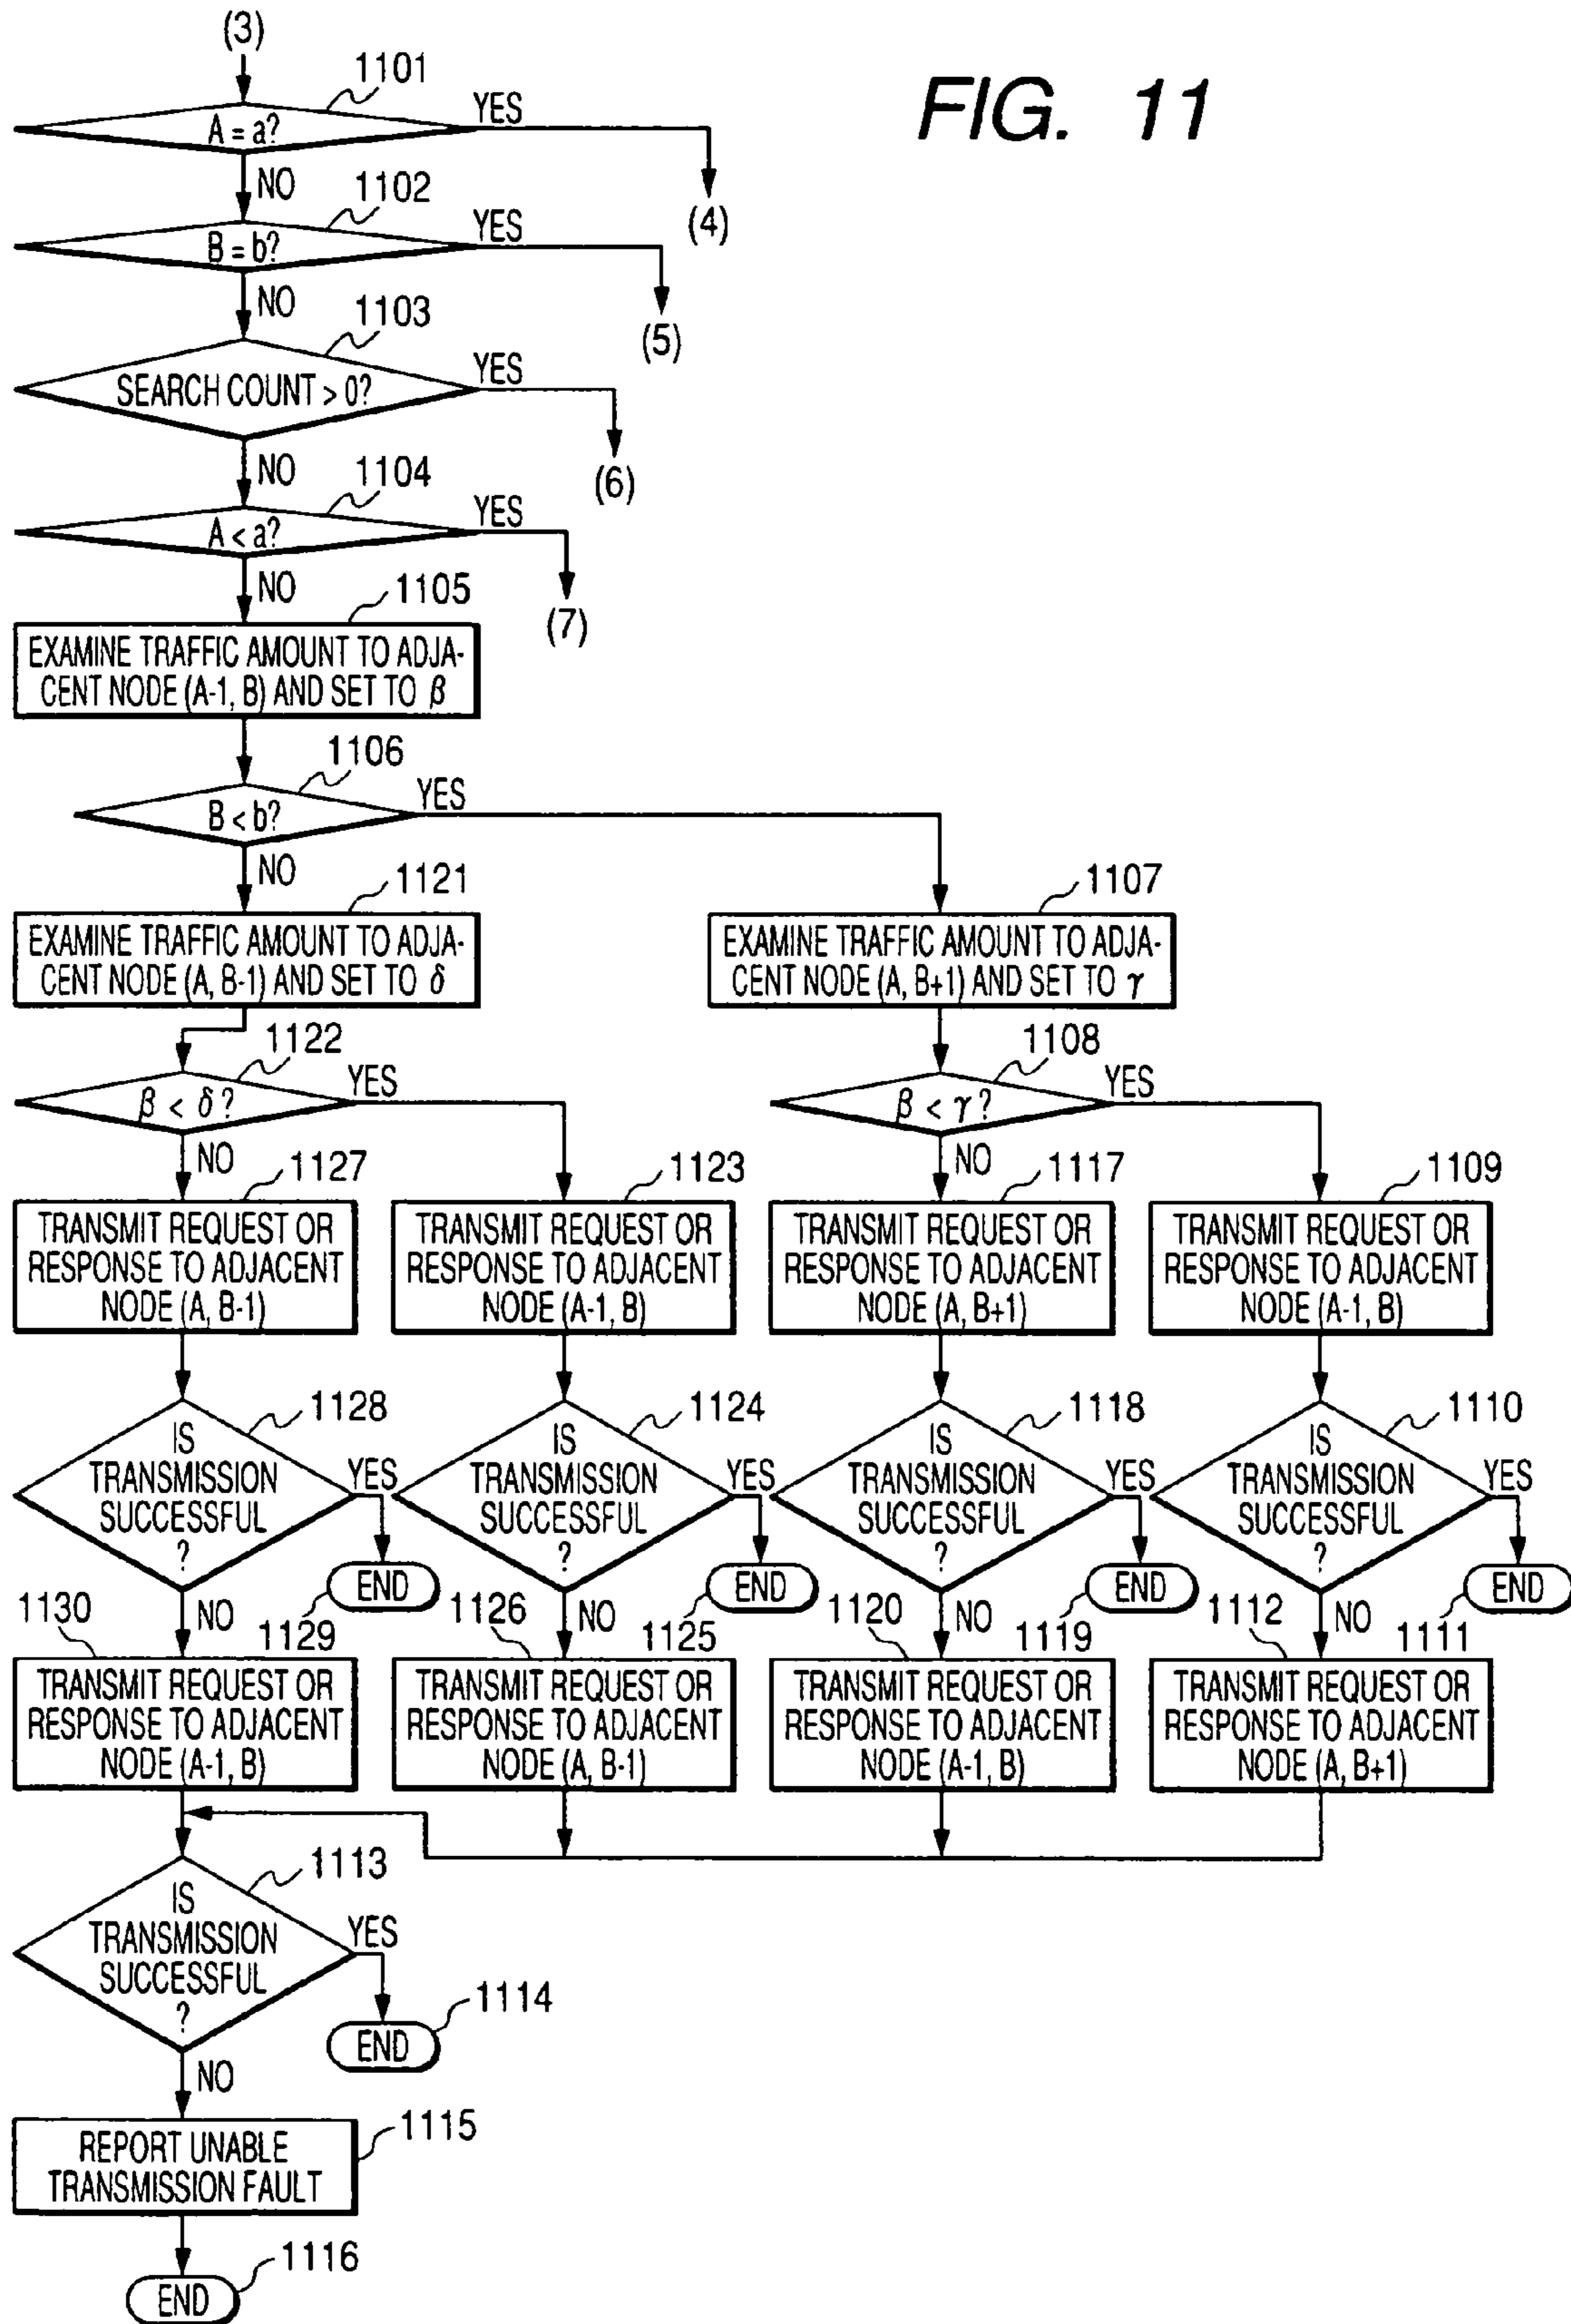 FIG. 11
(3)
1101
A = a?
YES
(4)
NO
1102
B = b?
YES
(5)
NO
1103
SEARCH COUNT > 0?
YES
(6)
NO
1104
A < a?
YES
(7)
NO
1105
EXAMINE TRAFFIC AMOUNT TO ADJA-
CENT NODE (A-1, B) AND SET TO β
1106
B < b?
YES
NO
1121
EXAMINE TRAFFIC AMOUNT TO ADJA-
CENT NODE (A, B-1) AND SET TO δ
1107
EXAMINE TRAFFIC AMOUNT TO ADJA-
CENT NODE (A, B+1) AND SET TO γ
1122
β < δ?
YES
NO
1108
β < γ?
YES
NO
1127
TRANSMIT REQUEST OR
RESPONSE TO ADJACENT
NODE (A, B-1)
1123
TRANSMIT REQUEST OR
RESPONSE TO ADJACENT
NODE (A-1, B)
1117
TRANSMIT REQUEST OR
RESPONSE TO ADJACENT
NODE (A, B+1)
1109
TRANSMIT REQUEST OR
RESPONSE TO ADJACENT
NODE (A-1, B)
1128
IS
TRANSMISSION
SUCCESSFUL
?
YES
END
1129
NO
1124
IS
TRANSMISSION
SUCCESSFUL
?
YES
END
1125
NO
1118
IS
TRANSMISSION
SUCCESSFUL
?
YES
END
1119
NO
1110
IS
TRANSMISSION
SUCCESSFUL
?
YES
END
1111
NO
1130
TRANSMIT REQUEST OR
RESPONSE TO ADJACENT
NODE (A-1, B)
1126
TRANSMIT REQUEST OR
RESPONSE TO ADJACENT
NODE (A, B-1)
1120
TRANSMIT REQUEST OR
RESPONSE TO ADJACENT
NODE (A-1, B)
1112
TRANSMIT REQUEST OR
RESPONSE TO ADJACENT
NODE (A, B+1)
1113
IS
TRANSMISSION
SUCCESSFUL
?
YES
END
1114
NO
1115
REPORT UNABLE
TRANSMISSION FAULT
1116
END